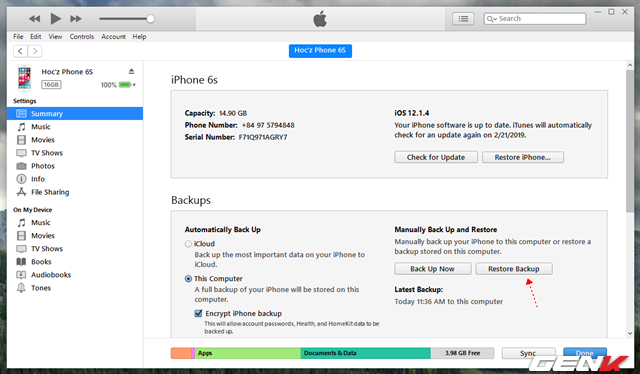 Search
File Edit View Controls Account Help
Hoc'z Phone 6S
Hoc'z Phone 6S
16GB 100%
Settings
Summary
Music
Movies
TV Shows
Photos
Info
File Sharing
On My Device
Music
Movies
TV Shows
Books
Audiobooks
Tones
iPhone 6s
Capacity: 14.90 GB
Phone Number: +84 97 5794848
Serial Number: F71Q971AGRY7
iOS 12.1.4
Your iPhone software is up to date. iTunes will automatically
check for an update again on 2/21/2019.
Check for Update Restore iPhone...
Backups
Automatically Back Up
iCloud
Back up the most important data on your iPhone to
iCloud.
This Computer
A full backup of your iPhone will be stored on this
computer.
Encrypt iPhone backup
This will allow account passwords, Health, and HomeKit data to be
backed up.
Manually Back Up and Restore
Manually back up your iPhone to this computer or restore a
backup stored on this computer.
Back Up Now Restore Backup
Latest Backup:
Today 11:36 AM to this computer
Apps Documents & Data 3.98 GB Free Sync Done
GENK